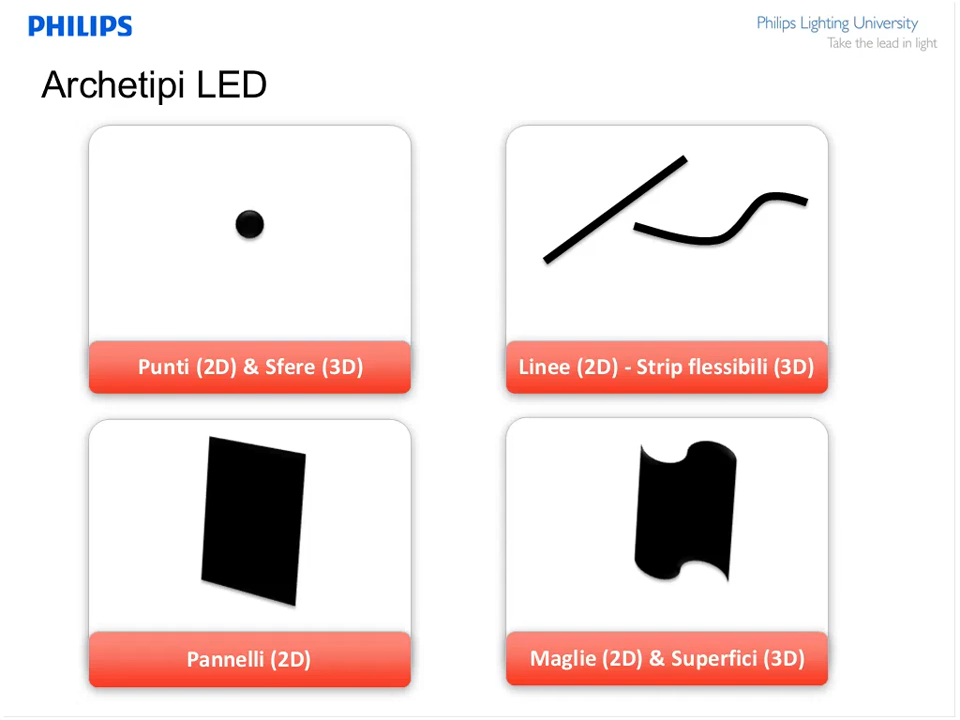 PHILIPS
Philips Lighting University
Take the lead in light
Archetipi LED
Punti (2D) & Sfere (3D)
Linee (2D) - Strip flessibili (3D)
Pannelli (2D)
Maglie (2D) & Superfici (3D)